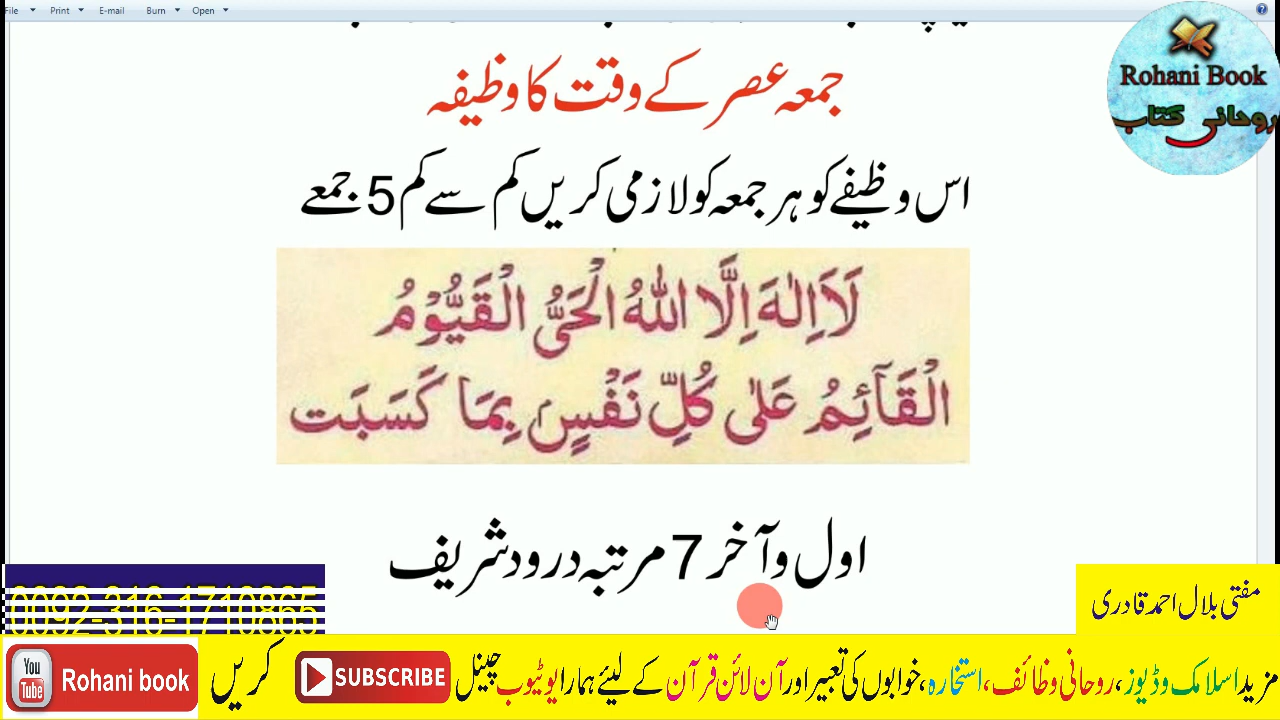 File Print E-mail Burn Open
Rohani Book
روحانی کتاب
جمعہ عصر کے وقت کا وظیفہ
اس وظیفے کو ہر جمعہ کو لازمی کریں کم سے کم 5 جمعے
لَاۤ اِلٰهَ اِلَّا اللّٰهُ الْحَیُّ الْقَیُّوْمُ
الْقَآئِمُ عَلٰی كُلِّ نَفْسٍ بِمَا كَسَبَت
اول و آخر 7 مرتبہ درود شریف
0092-316-1710865
مفتی بلال احمد قادری
مزید اسلامک وڈیوز، روحانی وظائف، استخارہ، خوابوں کی تعبیر اور آن لائن قرآن کے لیئے ہمارا یوٹیوب چینل SUBSCRIBE کریں
You Tube Rohani book